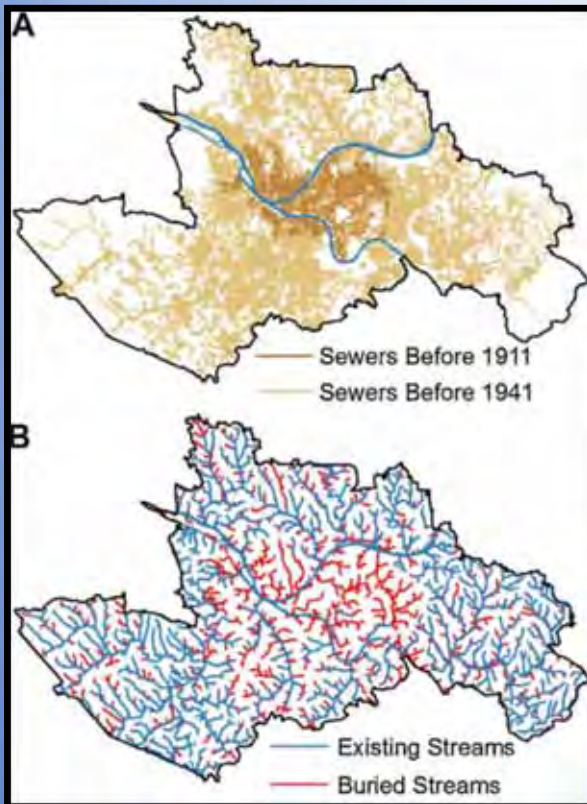 A
Sewers Before 1911
Sewers Before 1941
B
Existing Streams
Buried Streams